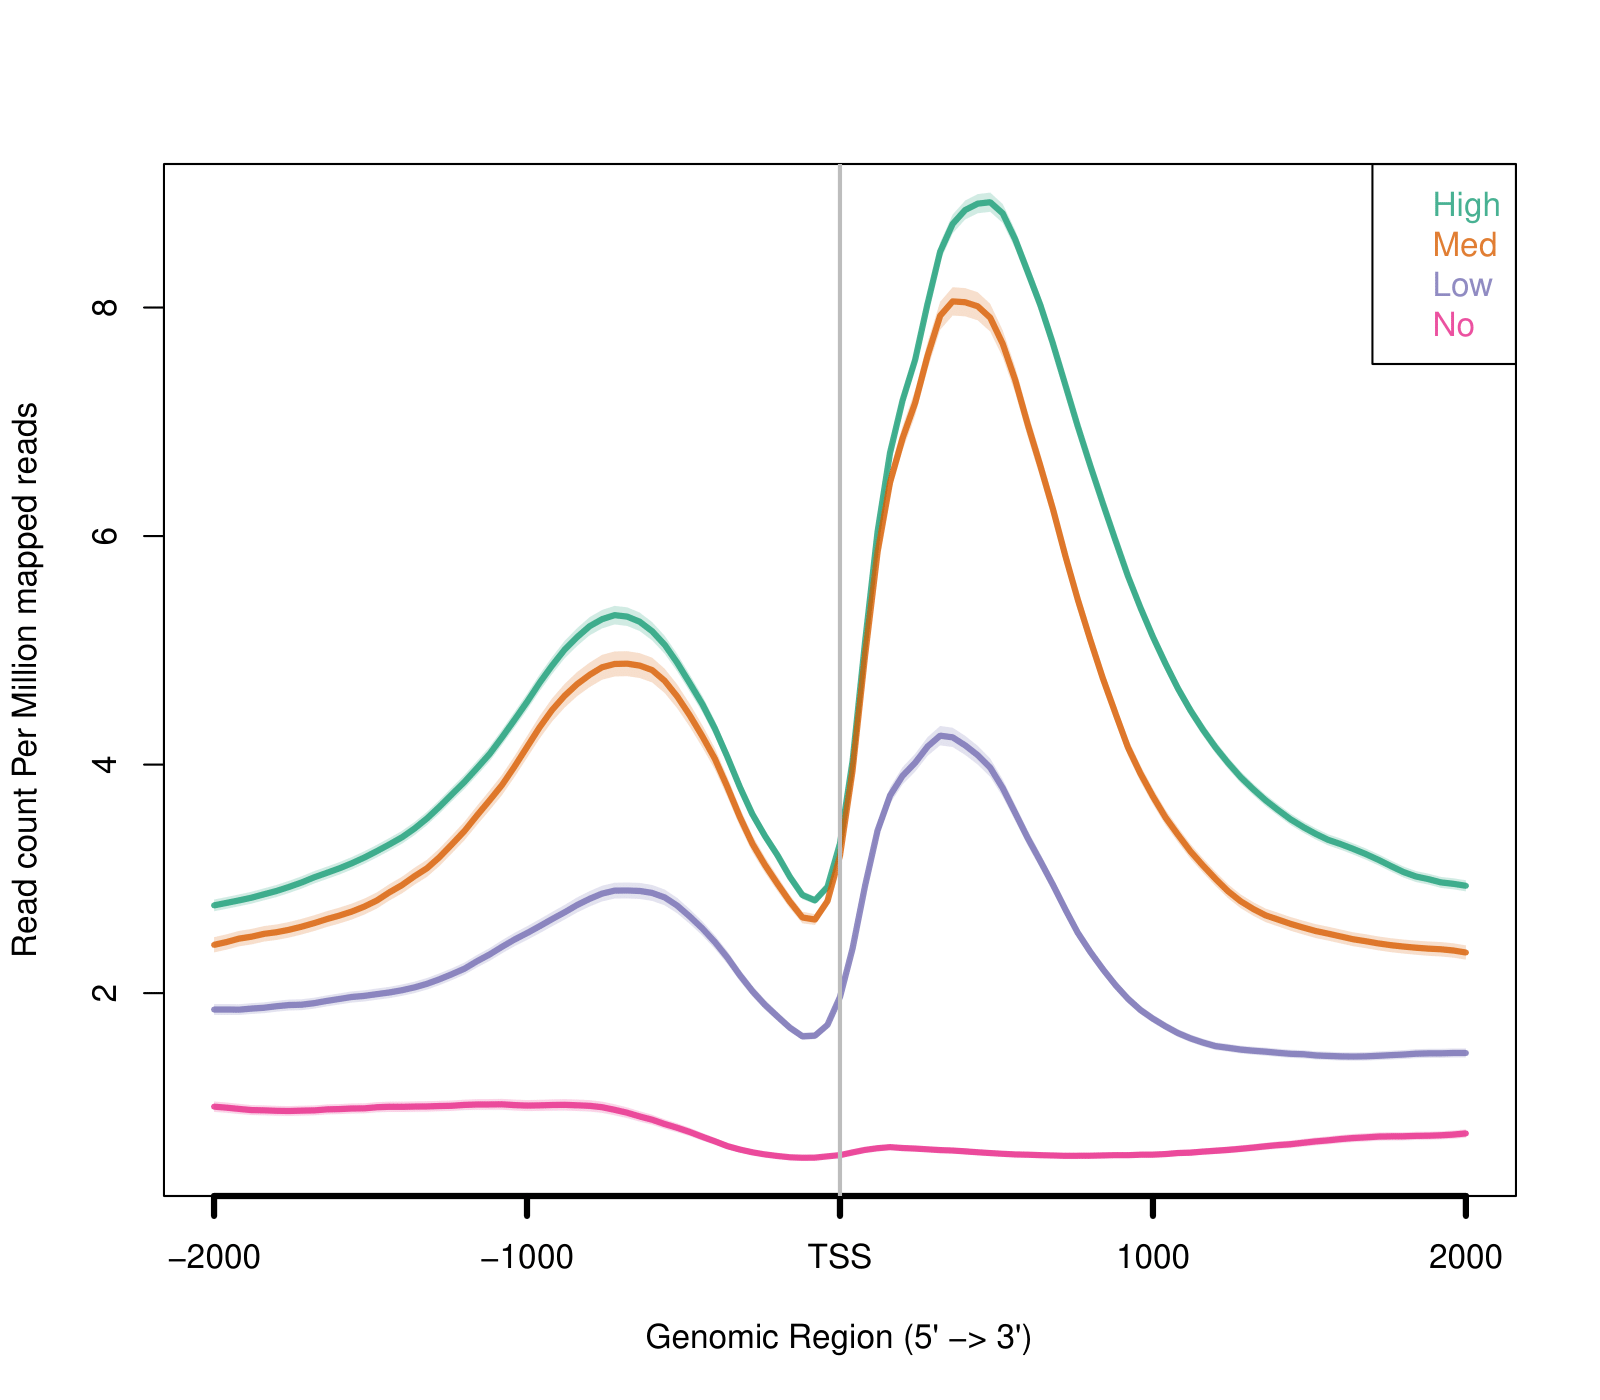 High
Med
Low
No
Read count Per Million mapped reads
8
6
4
2
−2000
−1000
TSS
1000
2000
Genomic Region (5' −> 3')